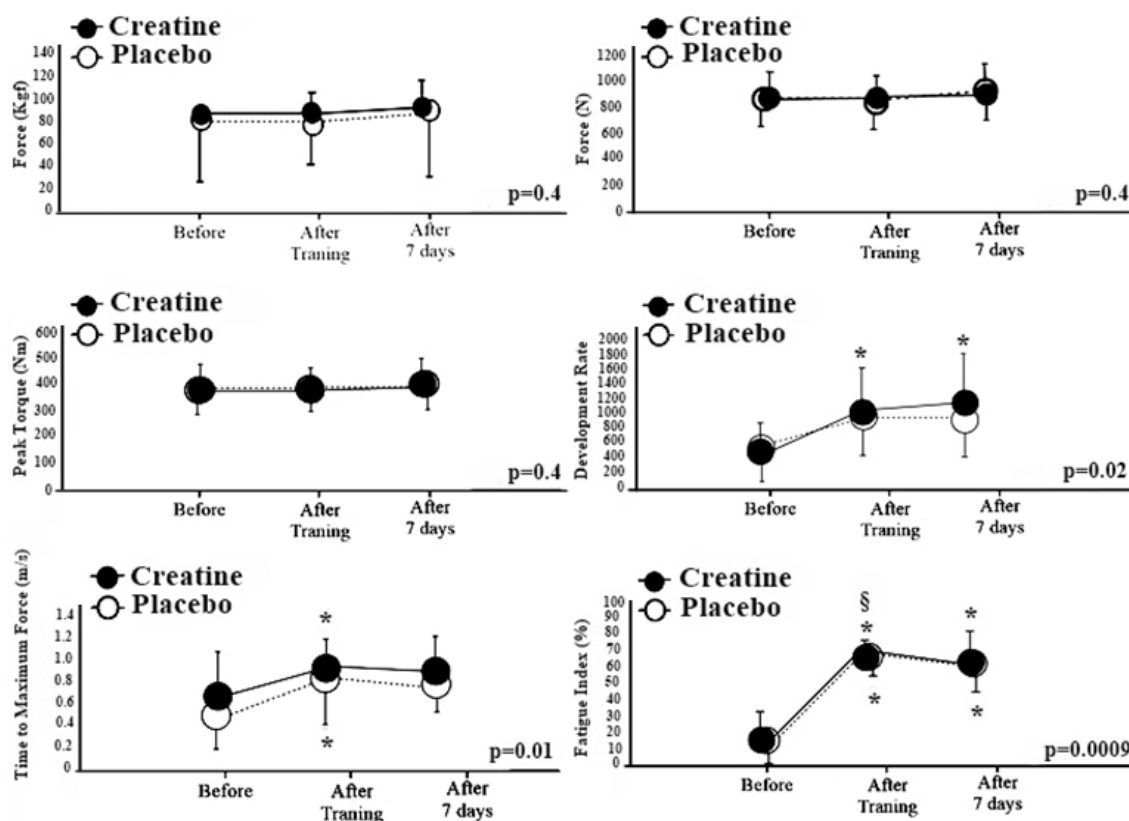 Creatine
Placebo
Force (Kgf)
140
120
100
80
60
40
20
0
p=0.4
Before
After
Traning
After
7 days
Creatine
Placebo
Force (N)
1200
1000
800
600
400
200
0
p=0.4
Before
After
Traning
After
7 days
Creatine
Placebo
Peak Torque (Nm)
600
500
400
300
200
100
0
p=0.4
Before
After
Traning
After
7 days
Creatine
Placebo
Development Rate
2000
1800
1600
1400
1200
1000
800
600
400
200
0
* *
p=0.02
Before
After
Traning
After
7 days
Creatine
Placebo
Time to Maximum Force (m/s)
1.4
1.2
1.0
0.8
0.6
0.4
0.2
0
*
*
p=0.01
Before
After
Traning
After
7 days
Creatine
Placebo
Fatigue Index (%)
100
90
80
70
60
50
40
30
20
10
0
§
* *
* *
p=0.0009
Before
After
Traning
After
7 days